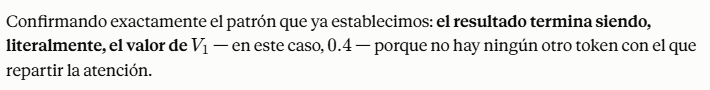 Confirmando exactamente el patrón que ya establecimos: el resultado termina siendo,
literalmente, el valor de V₁ — en este caso, 0.4 — porque no hay ningún otro token con el que
repartir la atención.